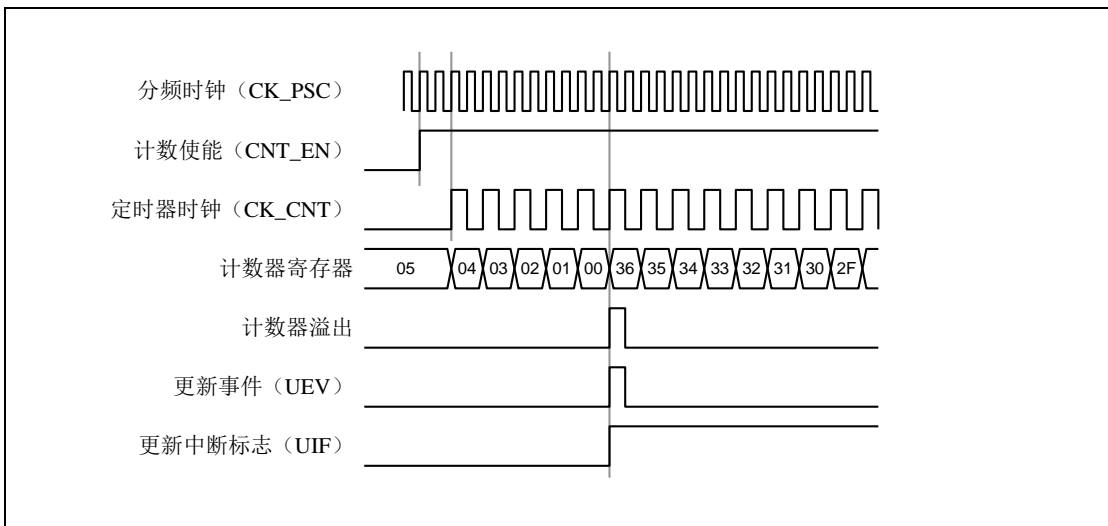 分频时钟（CK_PSC）
计数使能（CNT_EN）
定时器时钟（CK_CNT）
计数器寄存器 05 04 03 02 01 00 36 35 34 33 32 31 30 2F
计数器溢出
更新事件（UEV）
更新中断标志（UIF）